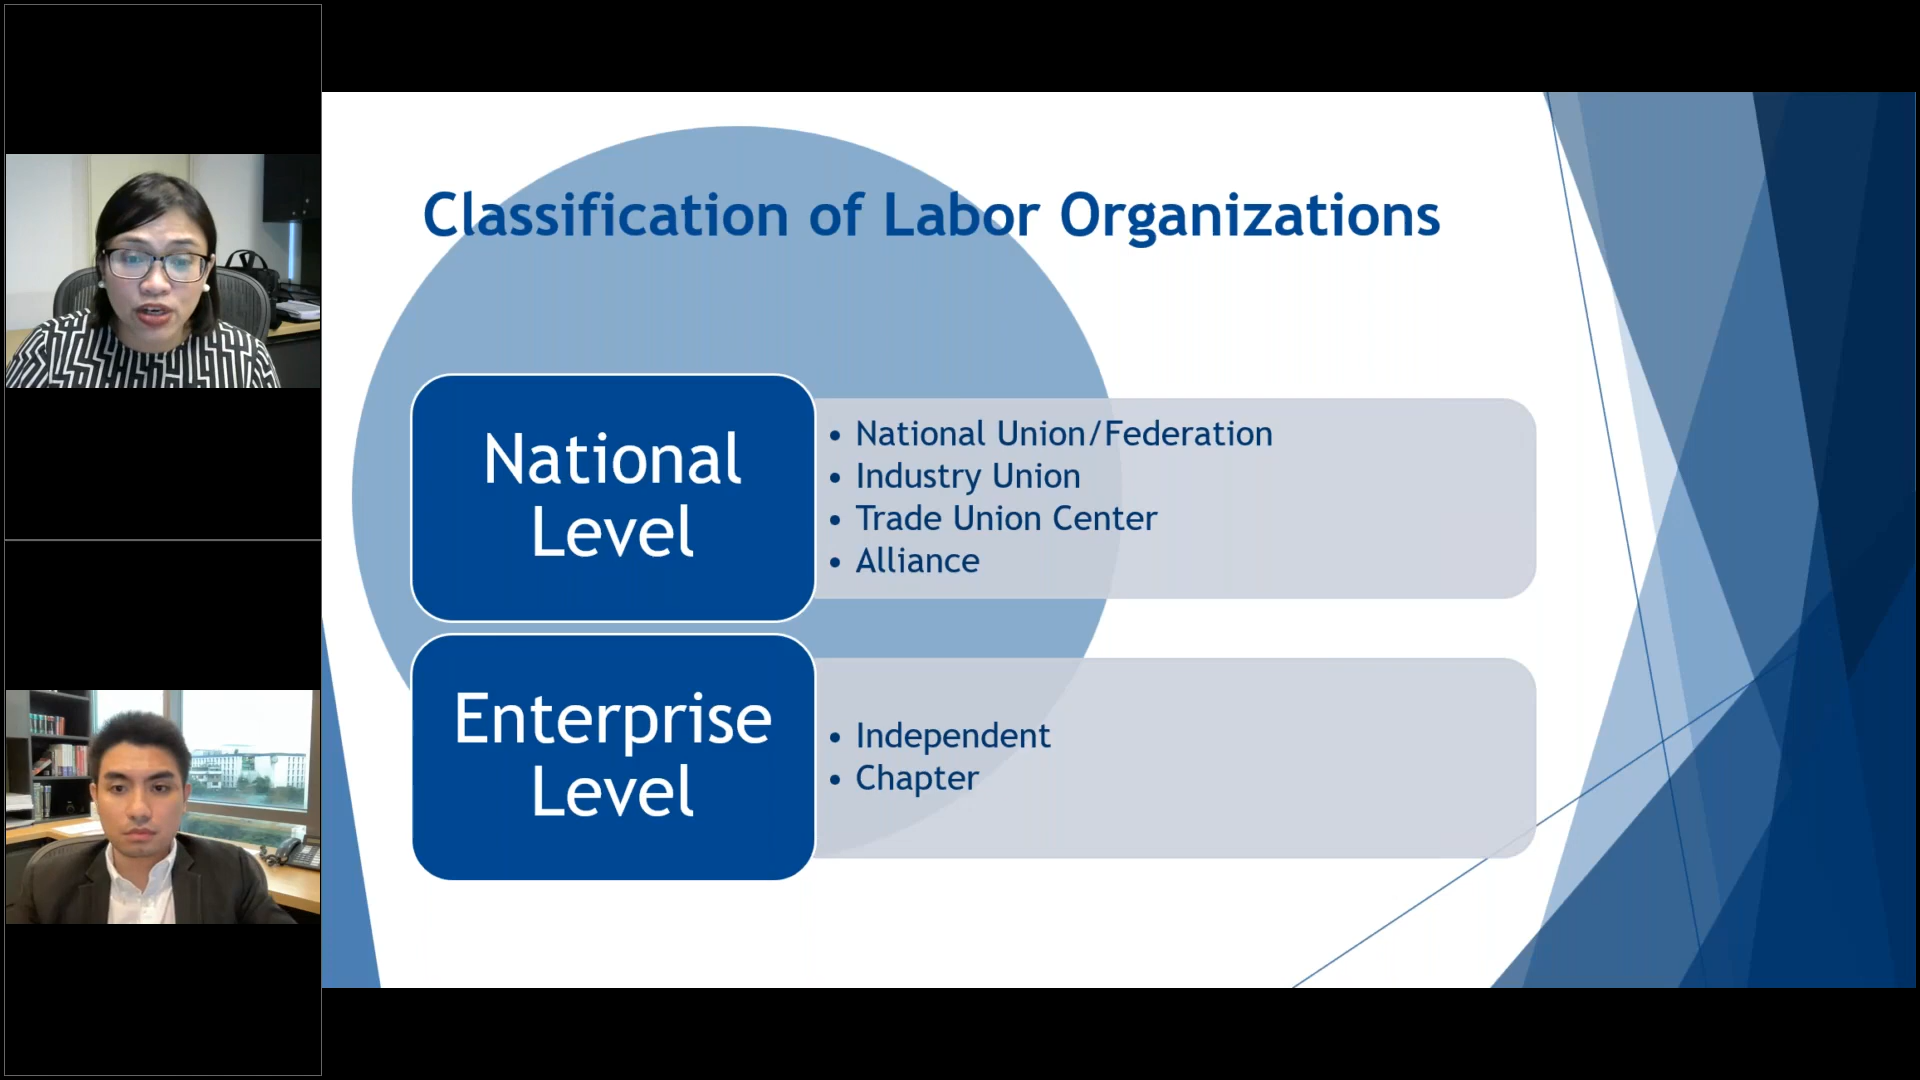 Classification of Labor Organizations
National
Level
• National Union/Federation
• Industry Union
• Trade Union Center
• Alliance
Enterprise
Level
• Independent
• Chapter